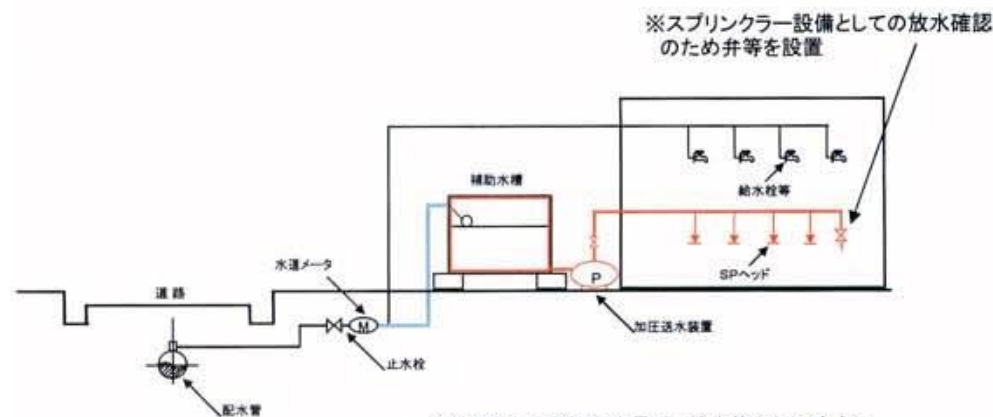 ※スプリンクラー設備としての放水確認
のため弁等を設置
補助水槽
給水栓等
水道メータ
P
SPヘッド
道路
M
加圧送水装置
止水栓
配水管